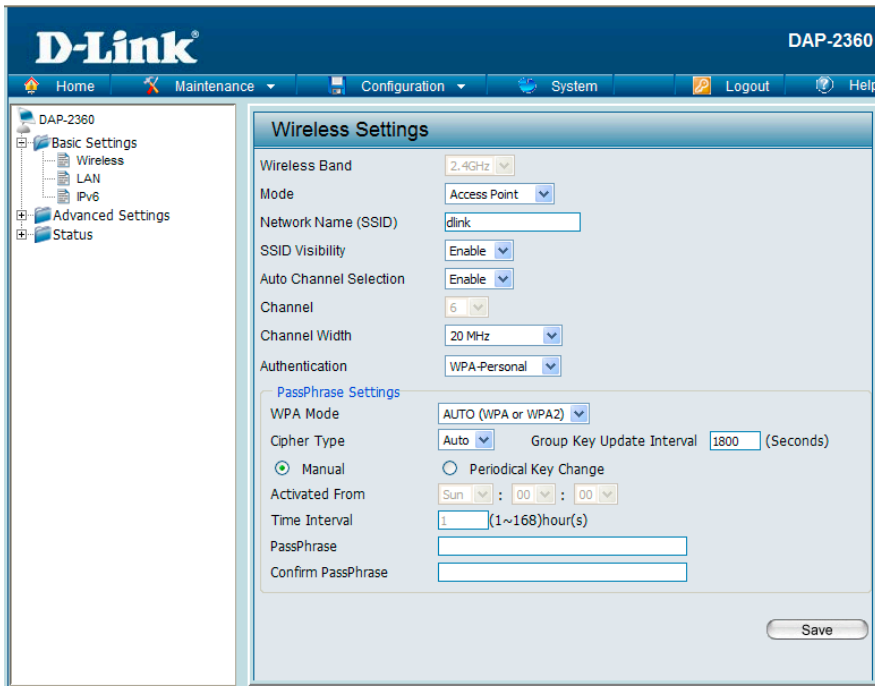 D-Link®
DAP-2360
Home Maintenance Configuration System Logout Help
DAP-2360
Basic Settings
Wireless
LAN
IPv6
Advanced Settings
Status
Wireless Settings
Wireless Band 2.4GHz
Mode Access Point
Network Name (SSID) dlink
SSID Visibility Enable
Auto Channel Selection Enable
Channel 6
Channel Width 20 MHz
Authentication WPA-Personal
PassPhrase Settings
WPA Mode AUTO (WPA or WPA2)
Cipher Type Auto Group Key Update Interval 1800 (Seconds)
Manual Periodical Key Change
Activated From Sun : 00 : 00
Time Interval 1 (1~168)hour(s)
PassPhrase
Confirm PassPhrase
Save